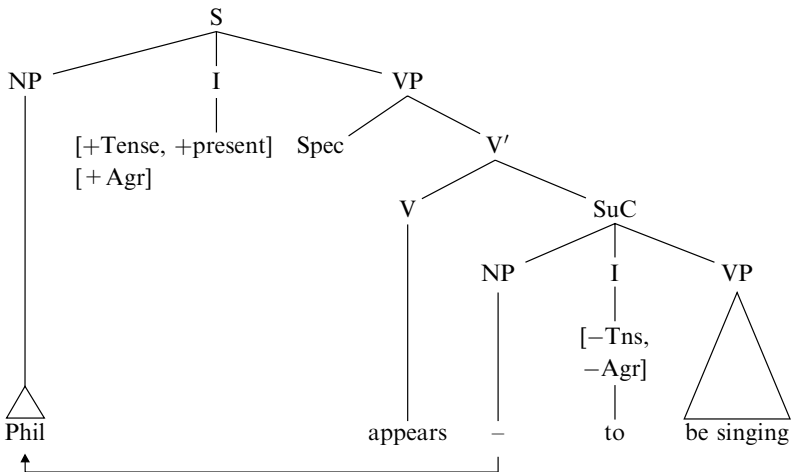 S
NP I VP
[+Tense, +present] Spec V′
[+Agr]
V SuC
NP I VP
[−Tns,
−Agr]
Phil appears – to be singing